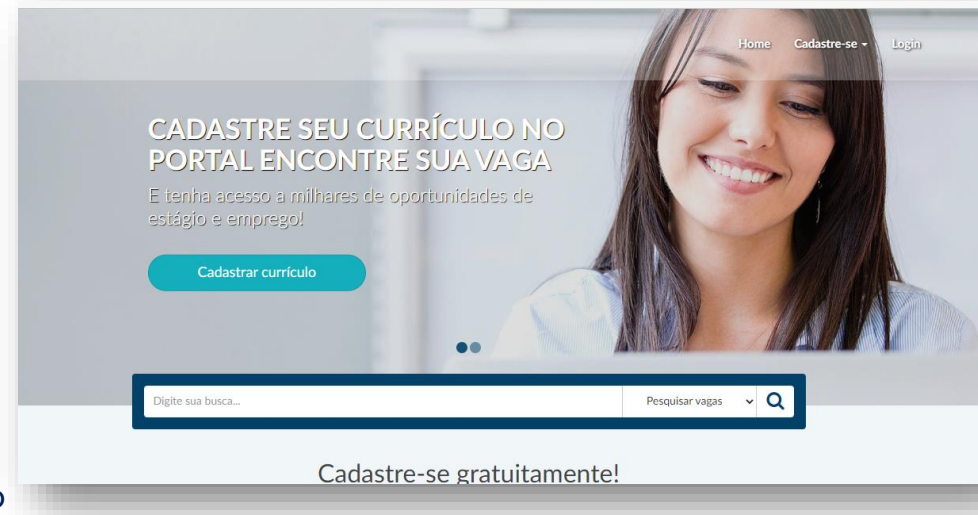 Home Cadastre-se Login
CADASTRE SEU CURRÍCULO NO
PORTAL ENCONTRE SUA VAGA
E tenha acesso a milhares de oportunidades de
estágio e emprego!
Cadastrar currículo
Digite sua busca... Pesquisar vagas
Cadastre-se gratuitamente!
o